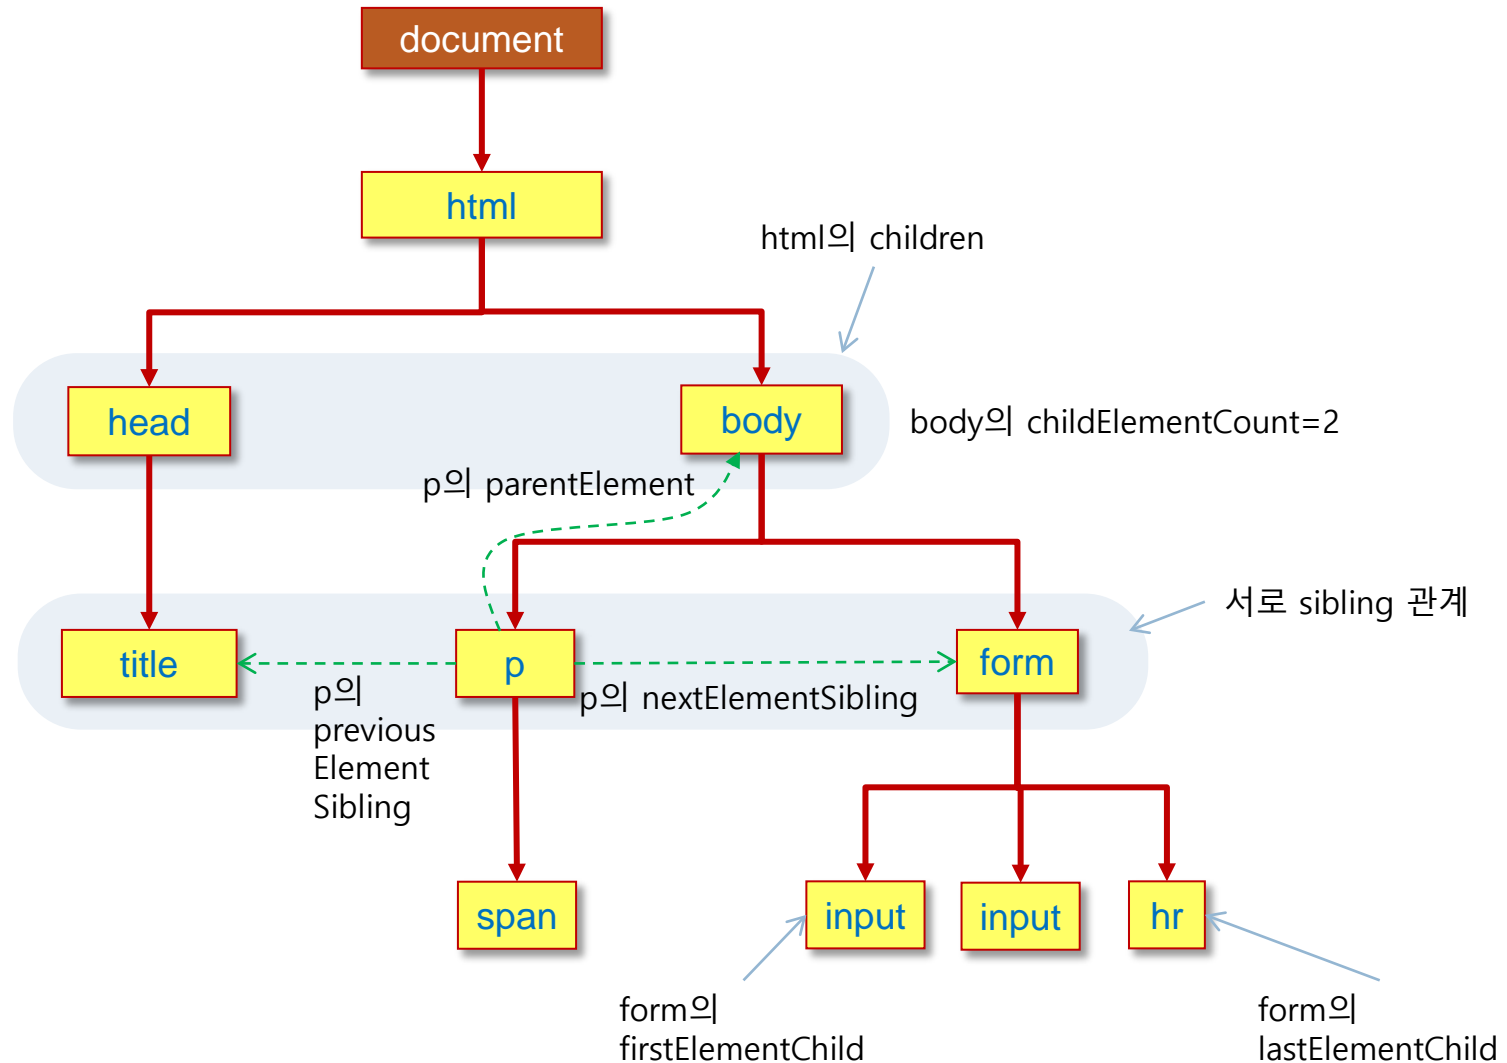 document
html
html의 children
head
body
body의 childElementCount=2
p의 parentElement
서로 sibling 관계
title
p
form
p의 nextElementSibling
p의
previous
Element
Sibling
span
input
input
hr
form의
firstElementChild
form의
lastElementChild